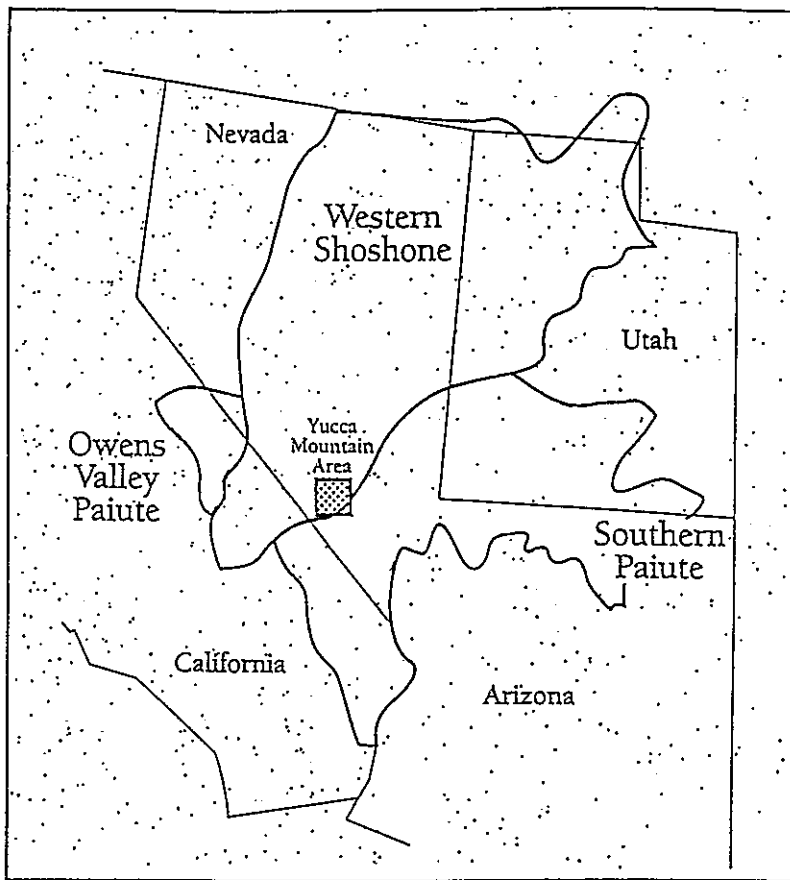 Nevada
Western
Shoshone
Utah
Yucca
Mountain
Area
Owens
Valley
Paiute
Southern
Paiute
California
Arizona